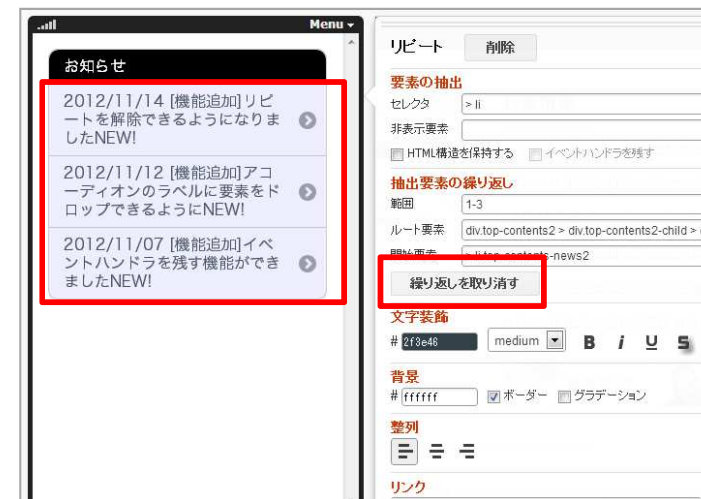 Menu
お知らせ
2012/11/14 [機能追加]リピ
ートを解除できるようになりま
したNEW!
2012/11/12 [機能追加]アコ
ーディオンのラベルに要素をド
ロップできるようにNEW!
2012/11/07 [機能追加]イベ
ントハンドラを残す機能ができ
ましたNEW!
リピート 削除
要素の抽出
セレクタ > li
非表示要素
HTML構造を保持する イベントハンドラを残す
抽出要素の繰り返し
範囲 1-3
ルート要素 div.top-contents2 > div.top-contents2-child >
開始要素 > li.top-contents-news2
繰り返しを取り消す
文字装飾
# 2f3e46 medium B i U S
背景
# ffffff ボーダー グラデーション
整列
リンク